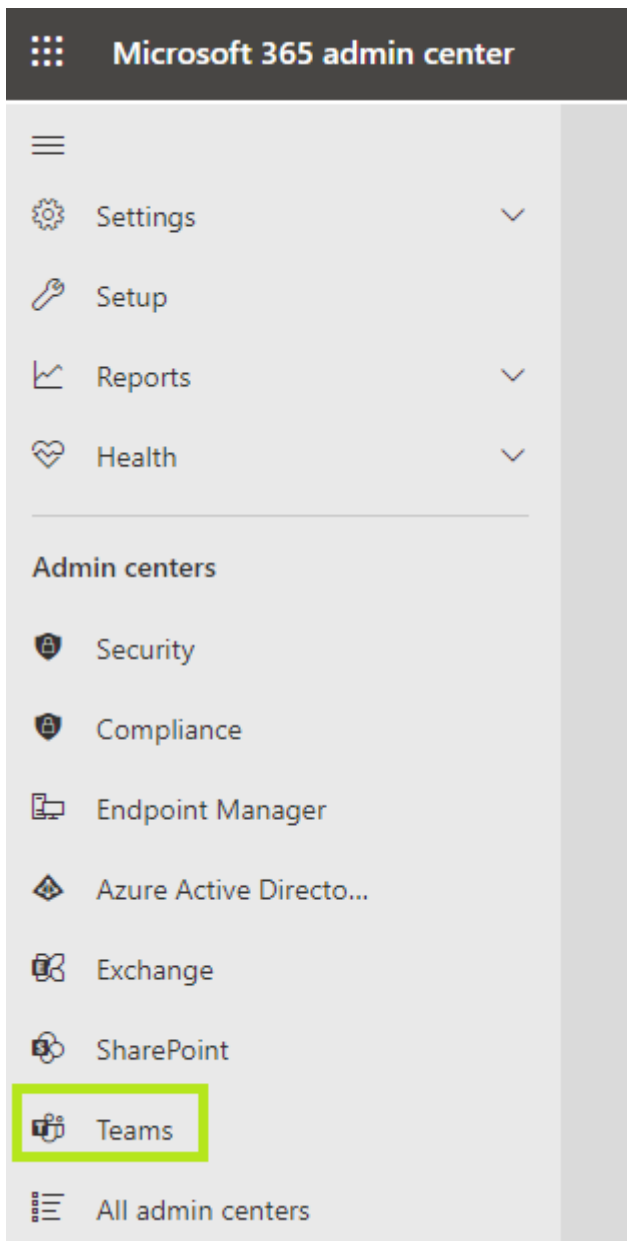 Microsoft 365 admin center
Settings
Setup
Reports
Health
Admin centers
Security
Compliance
Endpoint Manager
Azure Active Directo...
Exchange
SharePoint
Teams
All admin centers